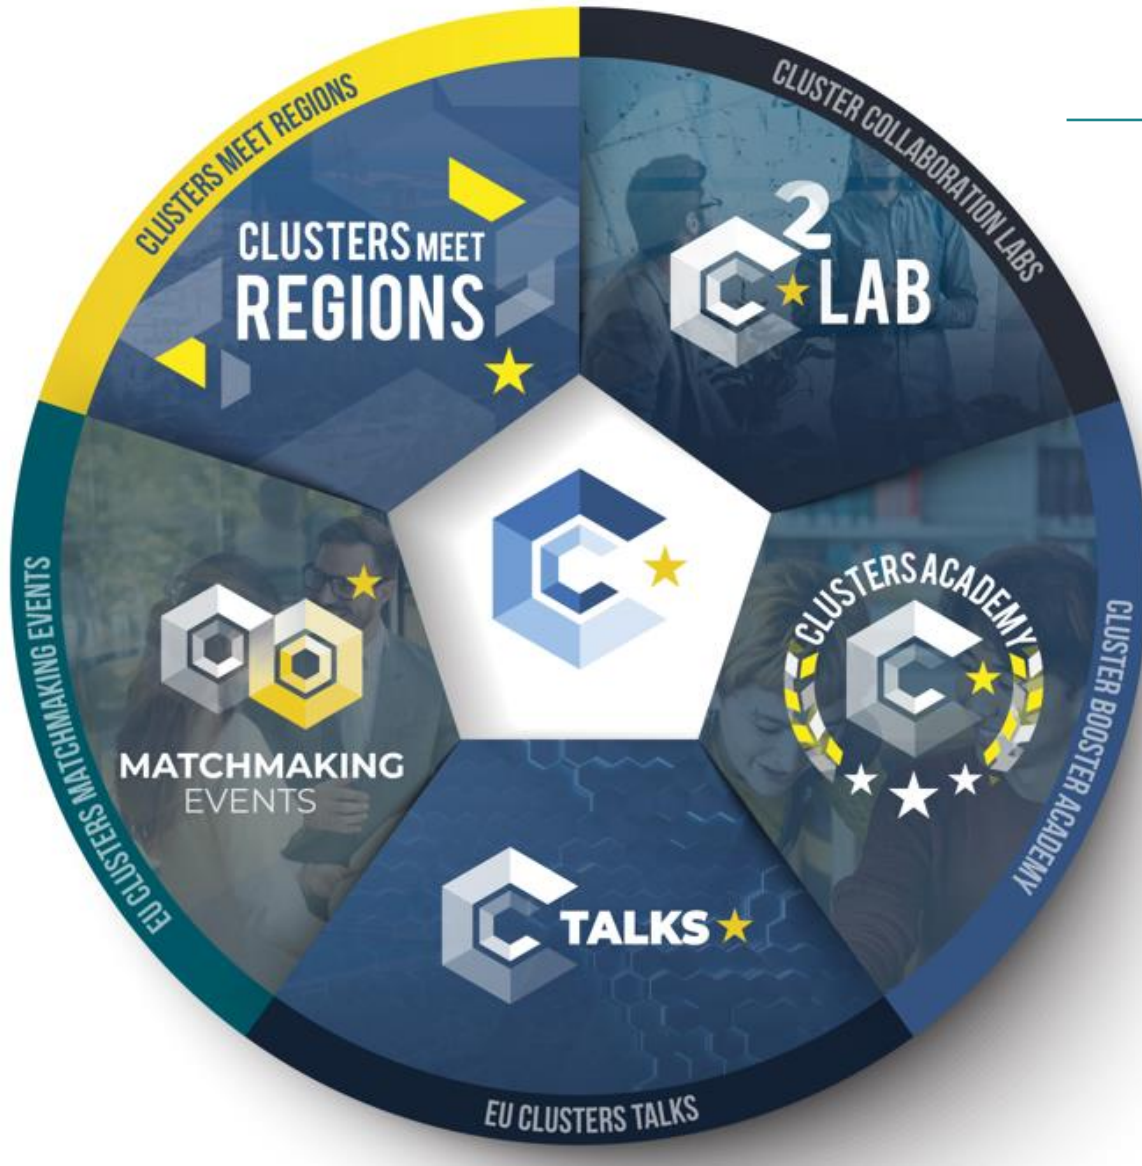 CLUSTERS MEET REGIONS
CLUSTERS MEET
REGIONS
CLUSTER COLLABORATION LABS
C2
LAB
CLUSTERS ACADEMY
CLUSTER BOOSTER ACADEMY
C TALKS
EU CLUSTERS TALKS
MATCHMAKING
EVENTS
EU CLUSTERS MATCHMAKING EVENTS